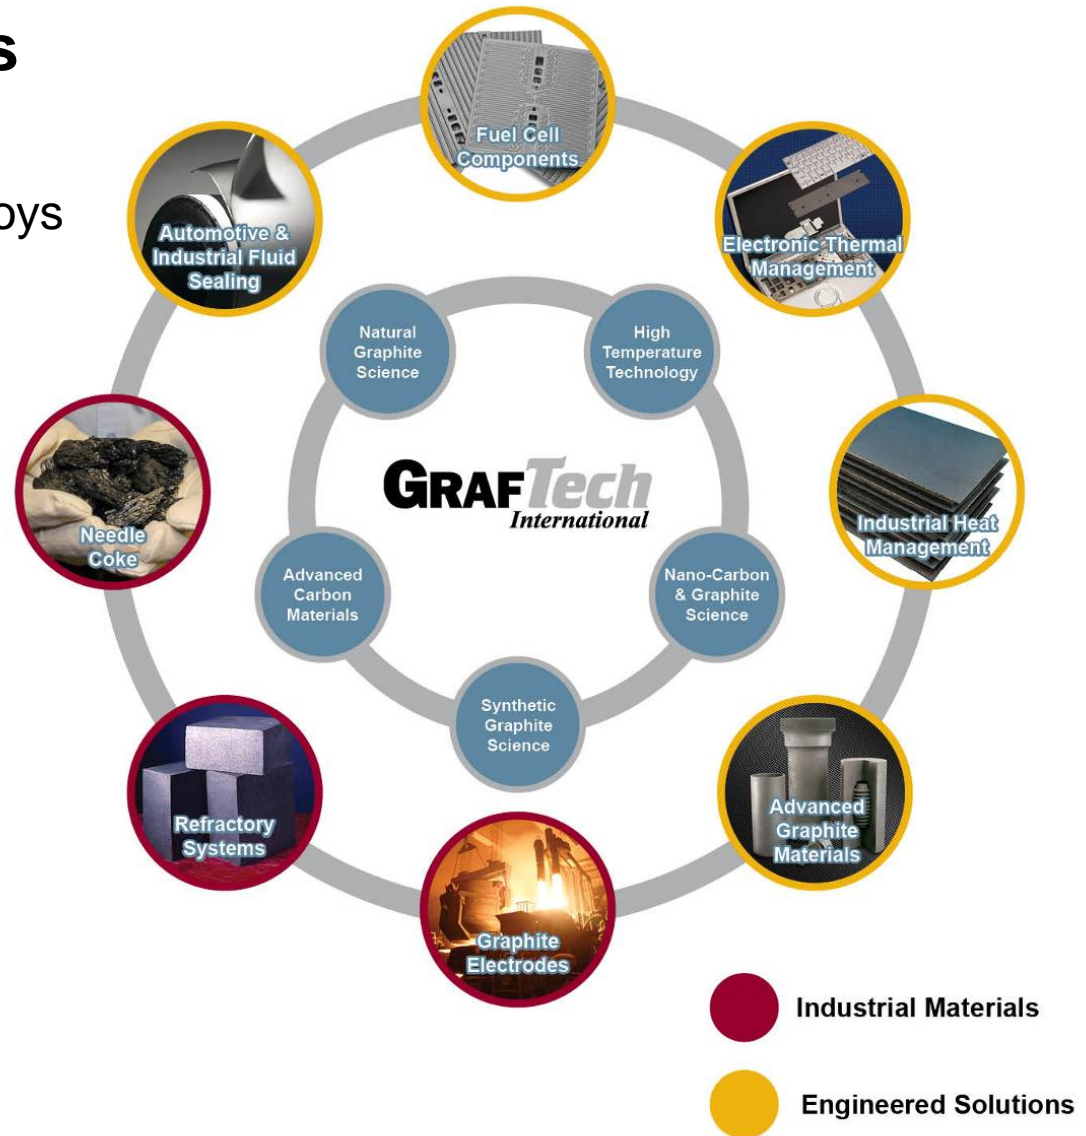 s
oys
Fuel Cell
Components
Automotive &
Industrial Fluid
Sealing
Electronic Thermal
Management
Natural
Graphite
Science
High
Temperature
Technology
Needle
Coke
GRAFTech
International
Industrial Heat
Management
Advanced
Carbon
Materials
Nano-Carbon
& Graphite
Science
Synthetic
Graphite
Science
Refractory
Systems
Advanced
Graphite
Materials
Graphite
Electrodes
Industrial Materials
Engineered Solutions